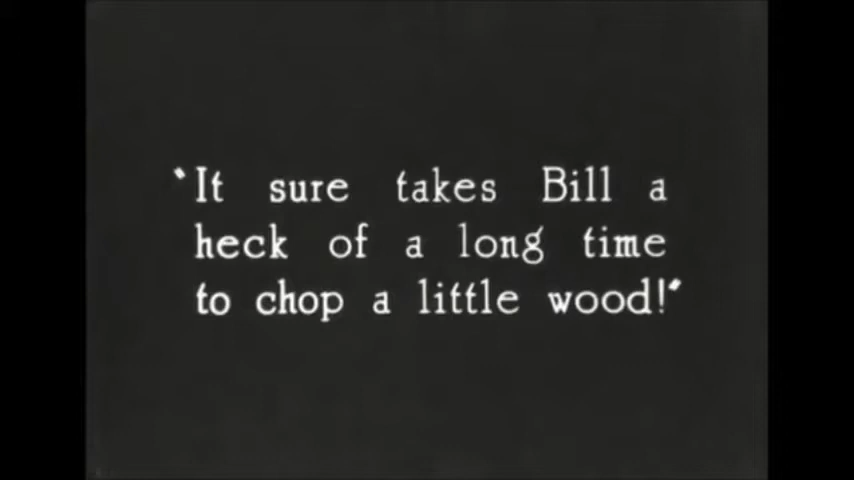 "It sure takes Bill a
heck of a long time
to chop a little wood!"